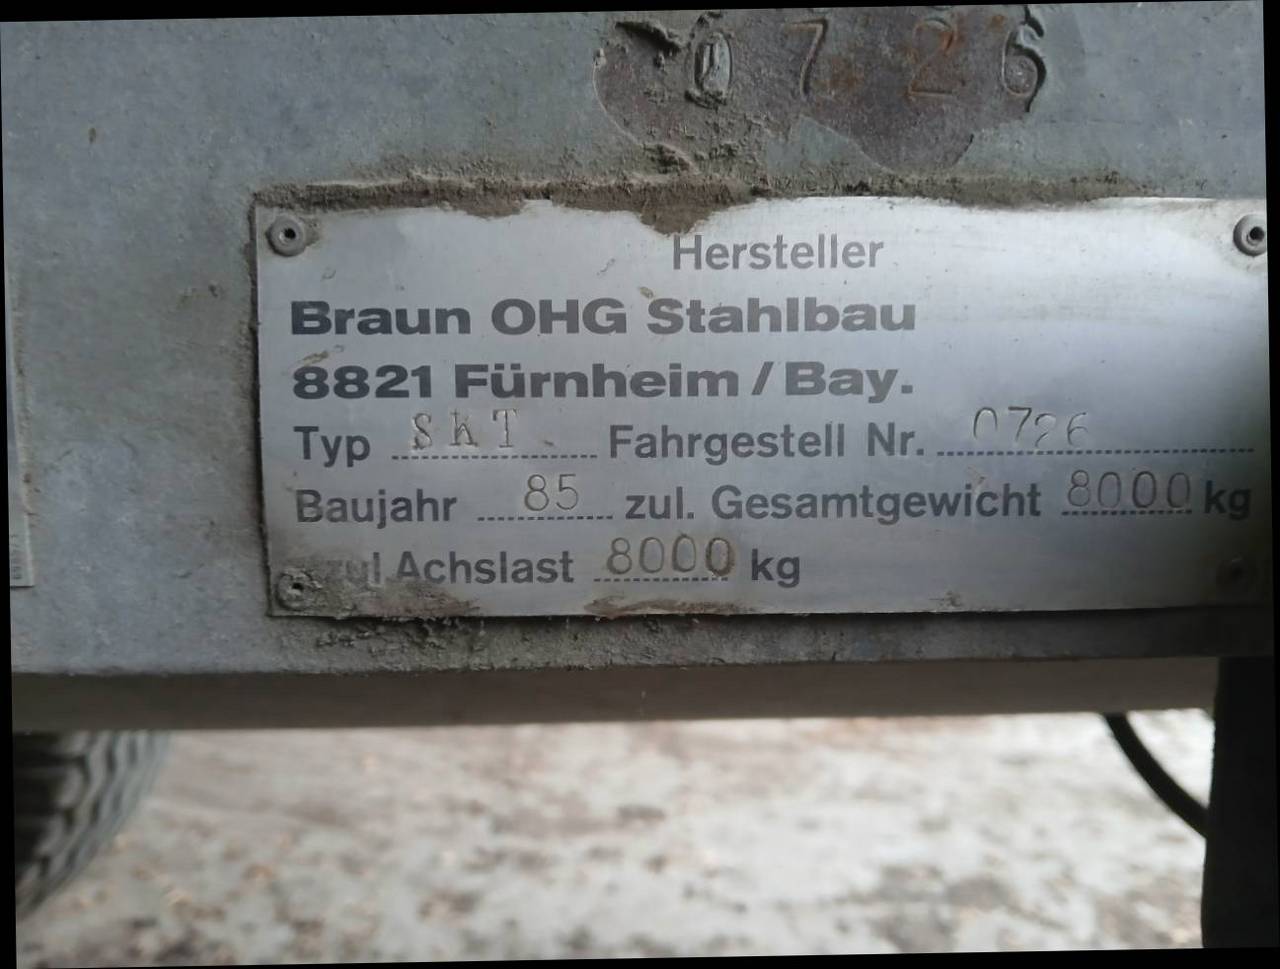 0726
Hersteller
Braun OHG Stahlbau
8821 Fürnheim / Bay.
Typ SKT Fahrgestell Nr. 0726
Baujahr 85 zul. Gesamtgewicht 8000 kg
zul Achslast 8000 kg